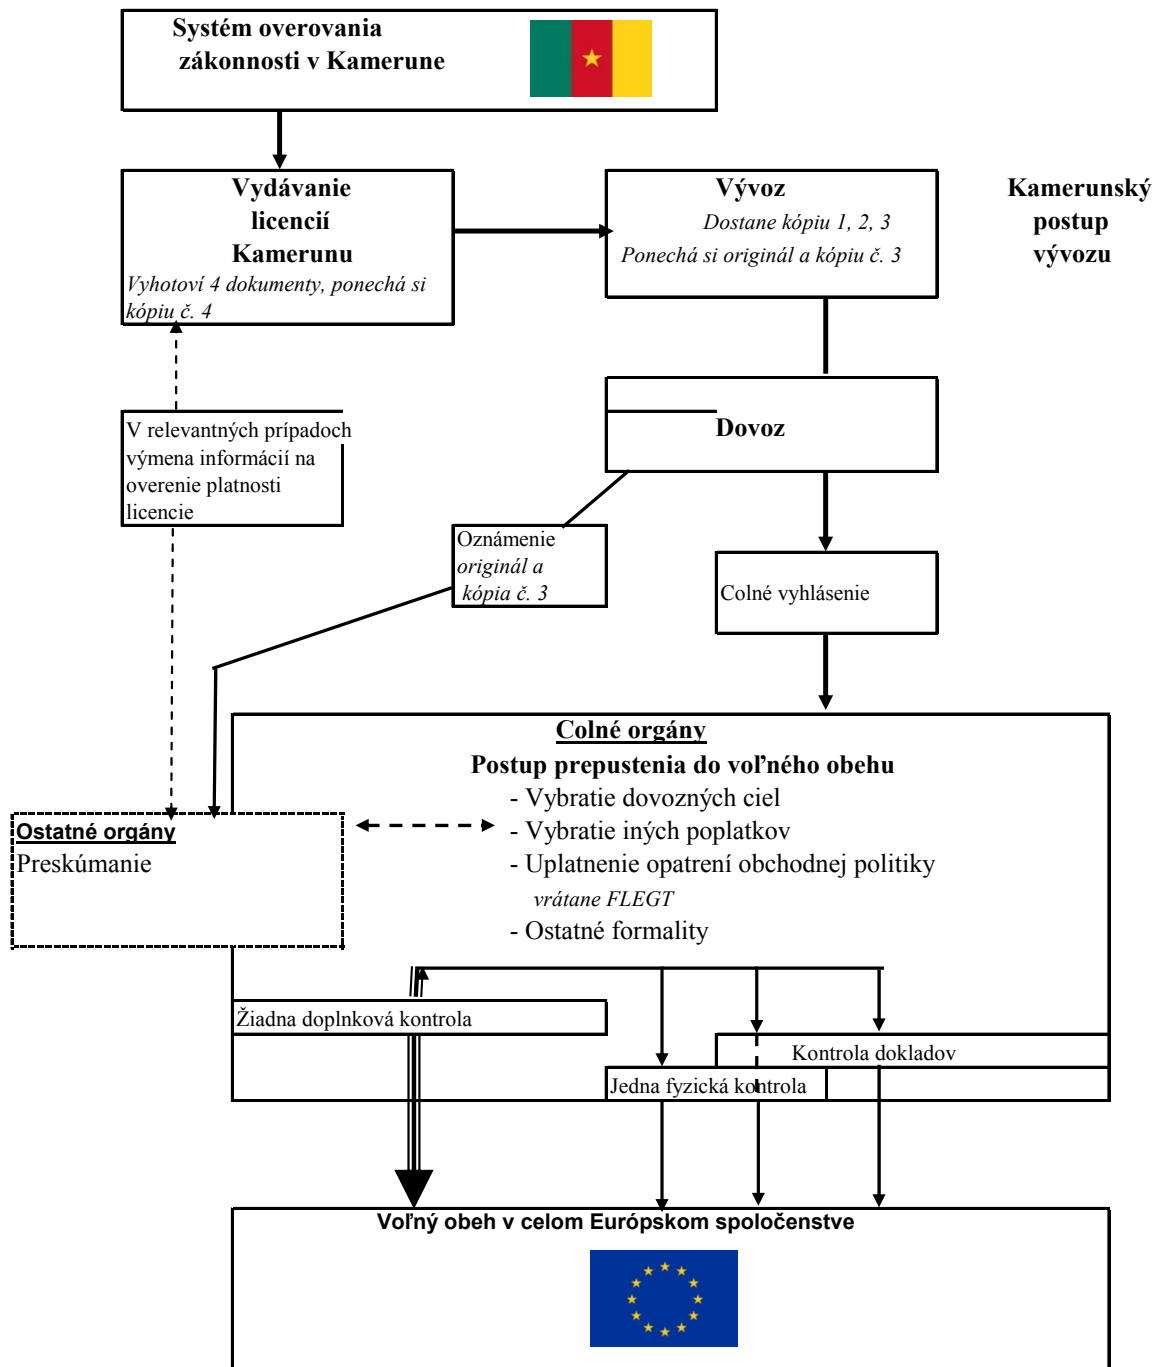 Systém overovania
zákonnosti v Kamerune
Vydávanie
licencií
Kamerunu
Vyhotoví 4 dokumenty, ponechá si
kópiu č. 4
Vývoz
Dostane kópiu 1, 2, 3
Ponechá si originál a kópiu č. 3
Kamerunský
postup
vývozu
Dovoz
V relevantných prípadoch
výmena informácií na
overenie platnosti
licencie
Oznámenie
originál a
kópia č. 3
Colné vyhlásenie
Colné orgány
Postup prepustenia do voľného obehu
- Vybratie dovozných ciel
- Vybratie iných poplatkov
- Uplatnenie opatrení obchodnej politiky
vrátane FLEGT
- Ostatné formality
Ostatné orgány
Preskúmanie
Žiadna doplnková kontrola
Kontrola dokladov
Jedna fyzická kontrola
Voľný obeh v celom Európskom spoločenstve